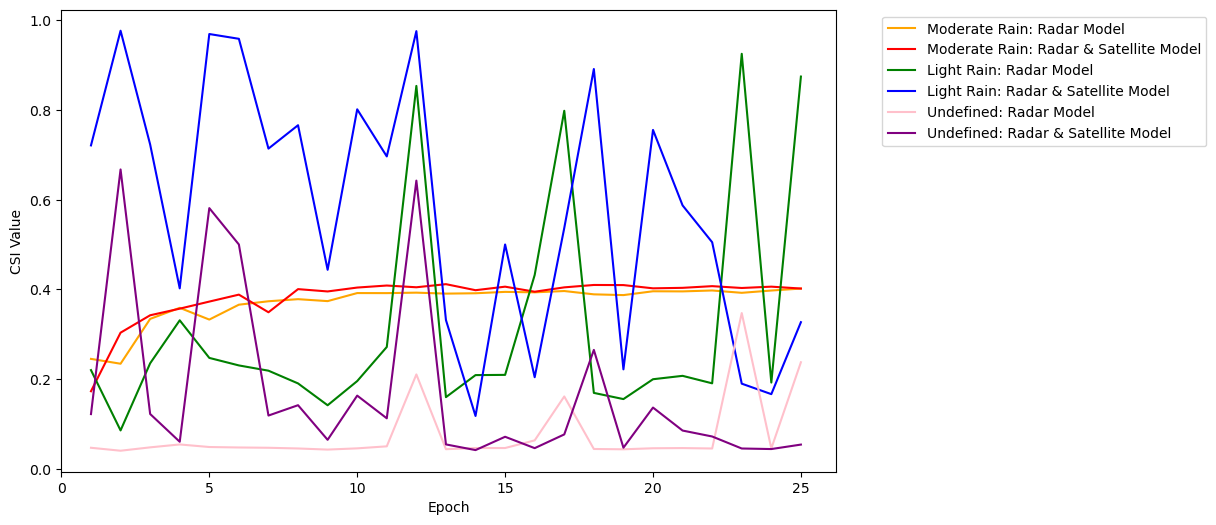 1.0
0.8
0.6
0.4
0.2
0.0
CSI Value
0
5
10
15
20
25
Epoch
Moderate Rain: Radar Model
Moderate Rain: Radar & Satellite Model
Light Rain: Radar Model
Light Rain: Radar & Satellite Model
Undefined: Radar Model
Undefined: Radar & Satellite Model